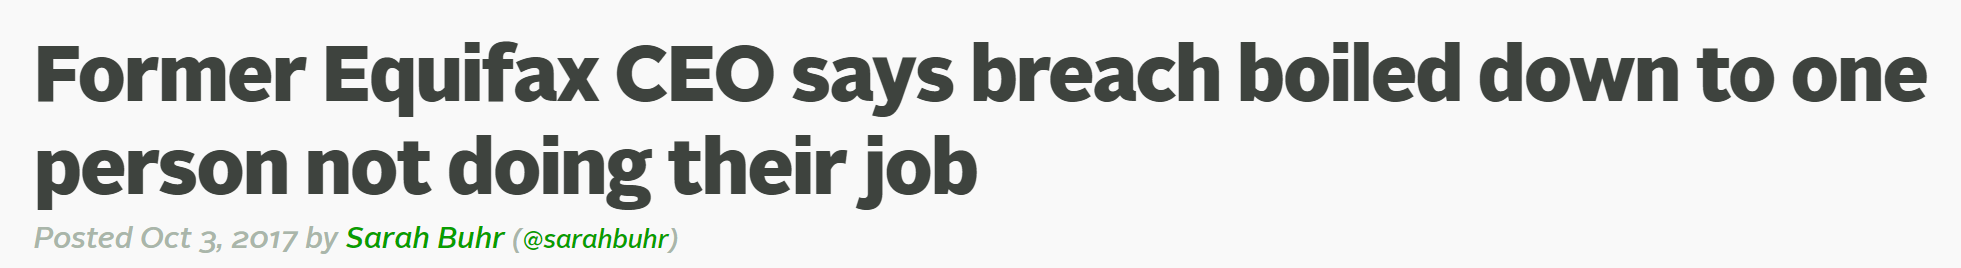 Former Equifax CEO says breach boiled down to one
person not doing their job
Posted Oct 3, 2017 by Sarah Buhr (@sarahbuhr)